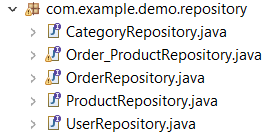 com.example.demo.repository
CategoryRepository.java
Order_ProductRepository.java
OrderRepository.java
ProductRepository.java
UserRepository.java